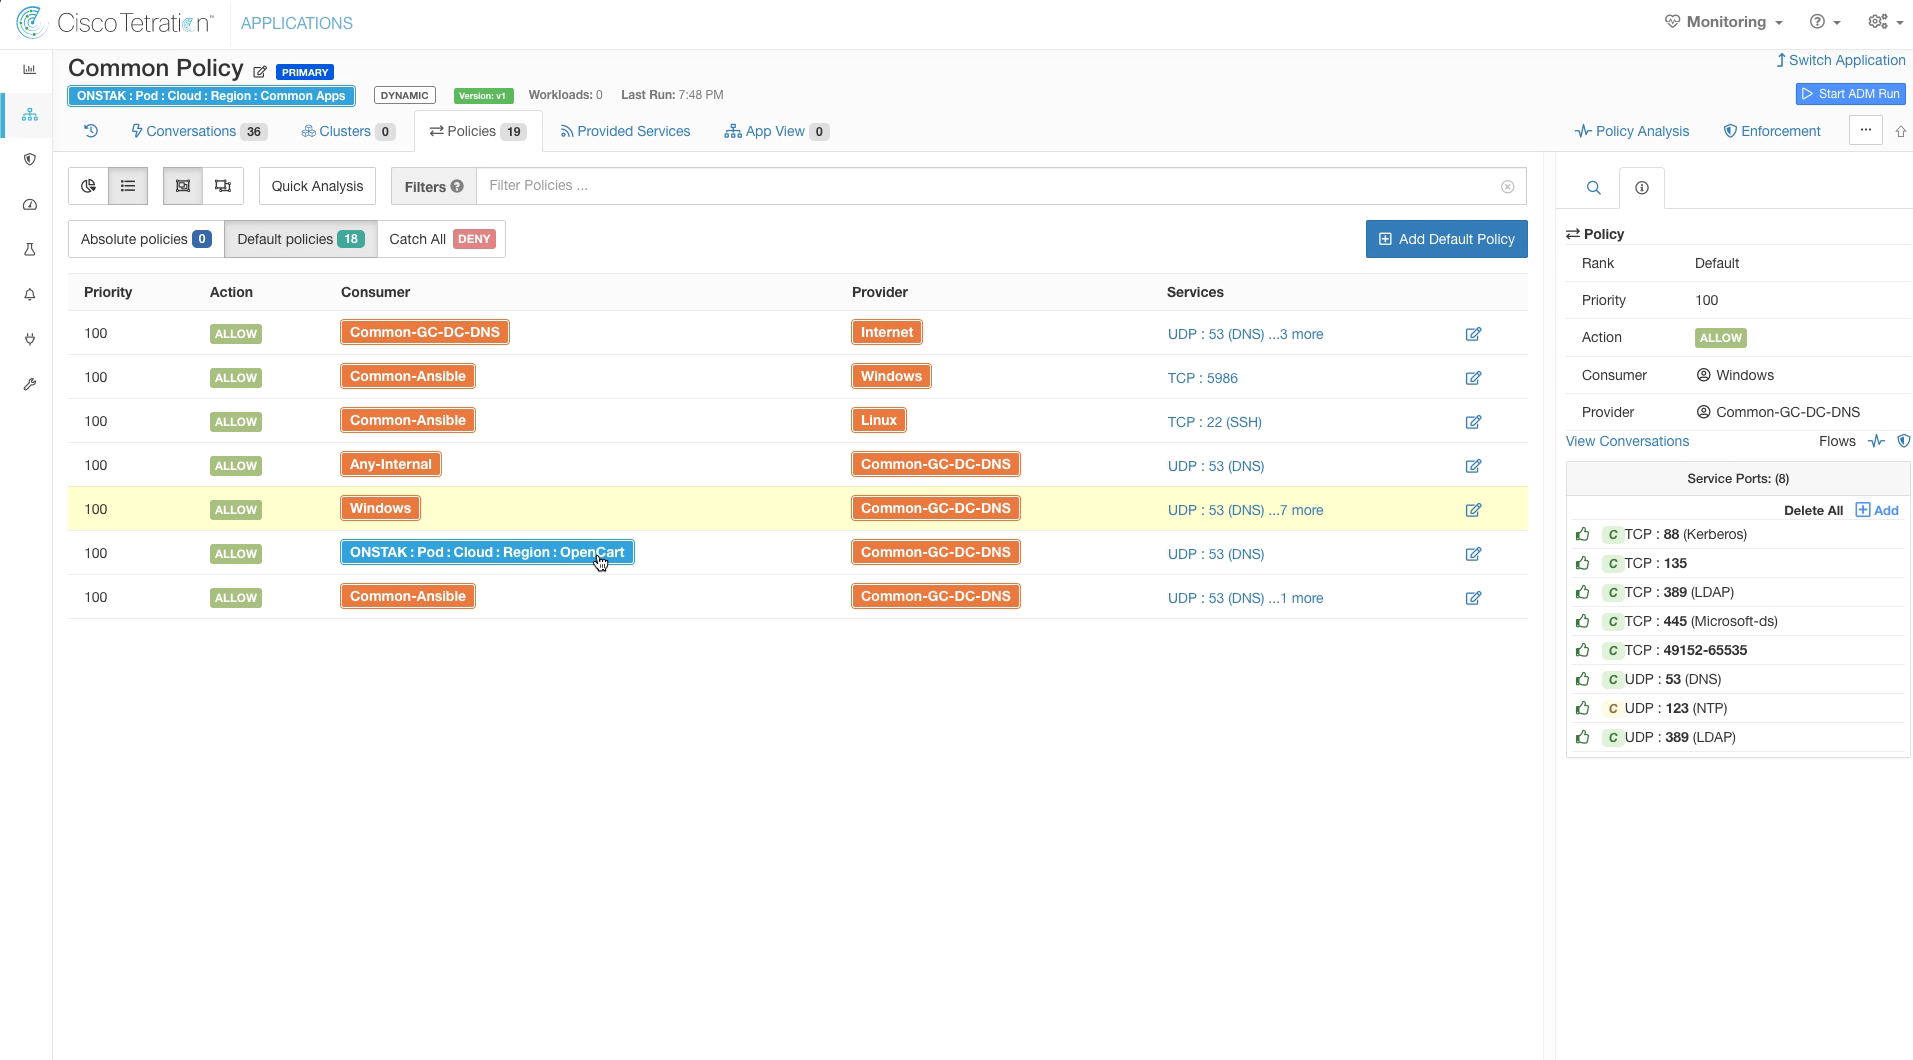 Cisco Tetration™ APPLICATIONS Monitoring
Common Policy PRIMARY
Switch Application
ONSTAK : Pod : Cloud : Region : Common Apps DYNAMIC Version: v1 Workloads: 0 Last Run: 7:48 PM
Start ADM Run
Conversations 36 Clusters 0 Policies 19 Provided Services App View 0 Policy Analysis Enforcement ...
Quick Analysis Filters Filter Policies ...
Absolute policies 0 Default policies 18 Catch All DENY Add Default Policy
Priority Action Consumer Provider Services
100 ALLOW Common-GC-DC-DNS Internet UDP : 53 (DNS) ...3 more
100 ALLOW Common-Ansible Windows TCP : 5986
100 ALLOW Common-Ansible Linux TCP : 22 (SSH)
100 ALLOW Any-Internal Common-GC-DC-DNS UDP : 53 (DNS)
100 ALLOW Windows Common-GC-DC-DNS UDP : 53 (DNS) ...7 more
100 ALLOW ONSTAK : Pod : Cloud : Region : OpenCart Common-GC-DC-DNS UDP : 53 (DNS)
100 ALLOW Common-Ansible Common-GC-DC-DNS UDP : 53 (DNS) ...1 more
Policy
Rank Default
Priority 100
Action ALLOW
Consumer Windows
Provider Common-GC-DC-DNS
View Conversations Flows
Service Ports: (8)
Delete All Add
C TCP : 88 (Kerberos)
C TCP : 135
C TCP : 389 (LDAP)
C TCP : 445 (Microsoft-ds)
C TCP : 49152-65535
C UDP : 53 (DNS)
C UDP : 123 (NTP)
C UDP : 389 (LDAP)